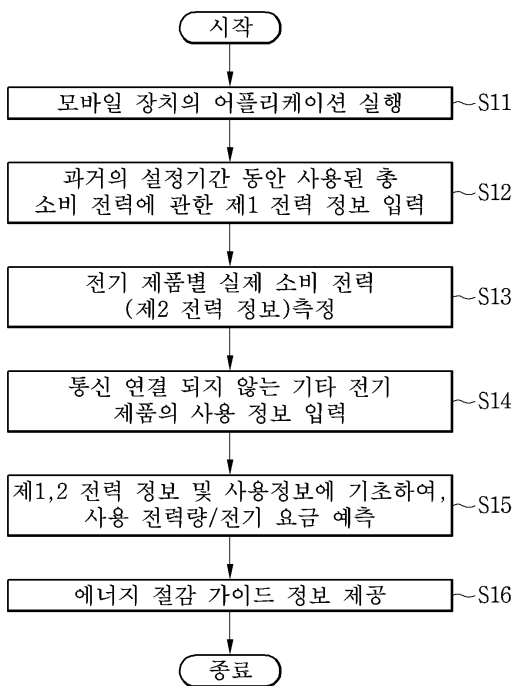 시작
모바일 장치의 어플리케이션 실행
S11
과거의 설정기간 동안 사용된 총
소비 전력에 관한 제1 전력 정보 입력
S12
전기 제품별 실제 소비 전력
(제2 전력 정보)측정
S13
통신 연결 되지 않는 기타 전기
제품의 사용 정보 입력
S14
제1,2 전력 정보 및 사용정보에 기초하여,
사용 전력량/전기 요금 예측
S15
에너지 절감 가이드 정보 제공
S16
종료